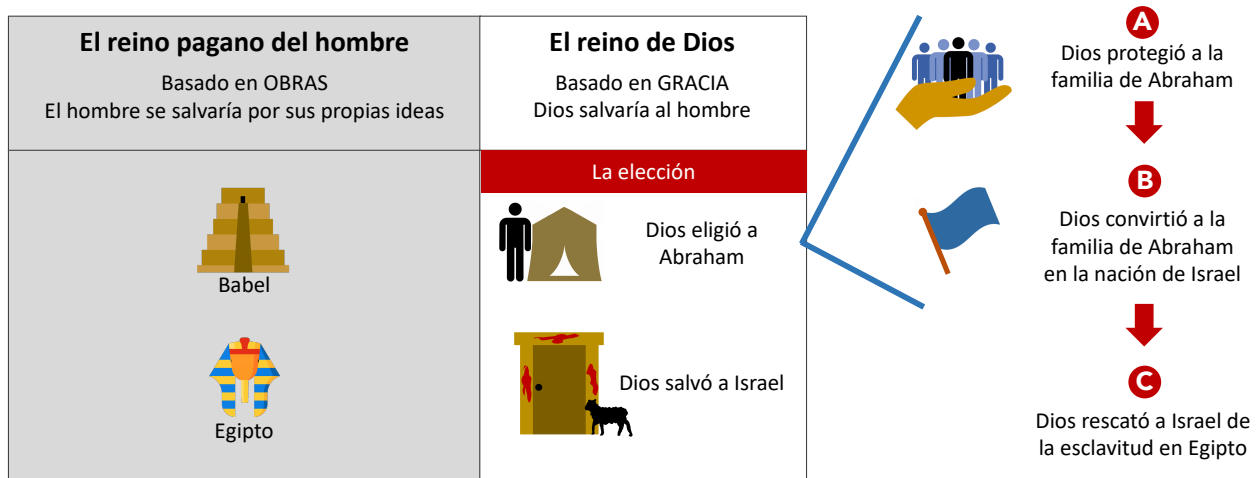 El reino pagano del hombre
Basado en OBRAS
El hombre se salvaría por sus propias ideas
El reino de Dios
Basado en GRACIA
Dios salvaría al hombre
La elección
Babel
Dios eligió a
Abraham
Egipto
Dios salvó a Israel
A
Dios protegió a la
familia de Abraham
B
Dios convirtió a la
familia de Abraham
en la nación de Israel
C
Dios rescató a Israel de
la esclavitud en Egipto